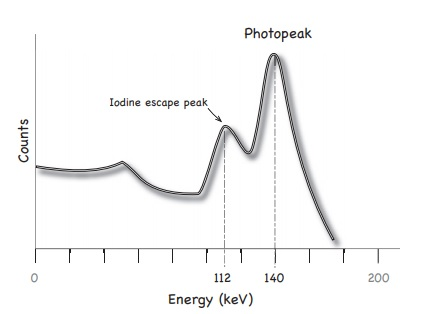 Photopeak
Iodine escape peak
Counts
0
112
140
200
Energy (keV)